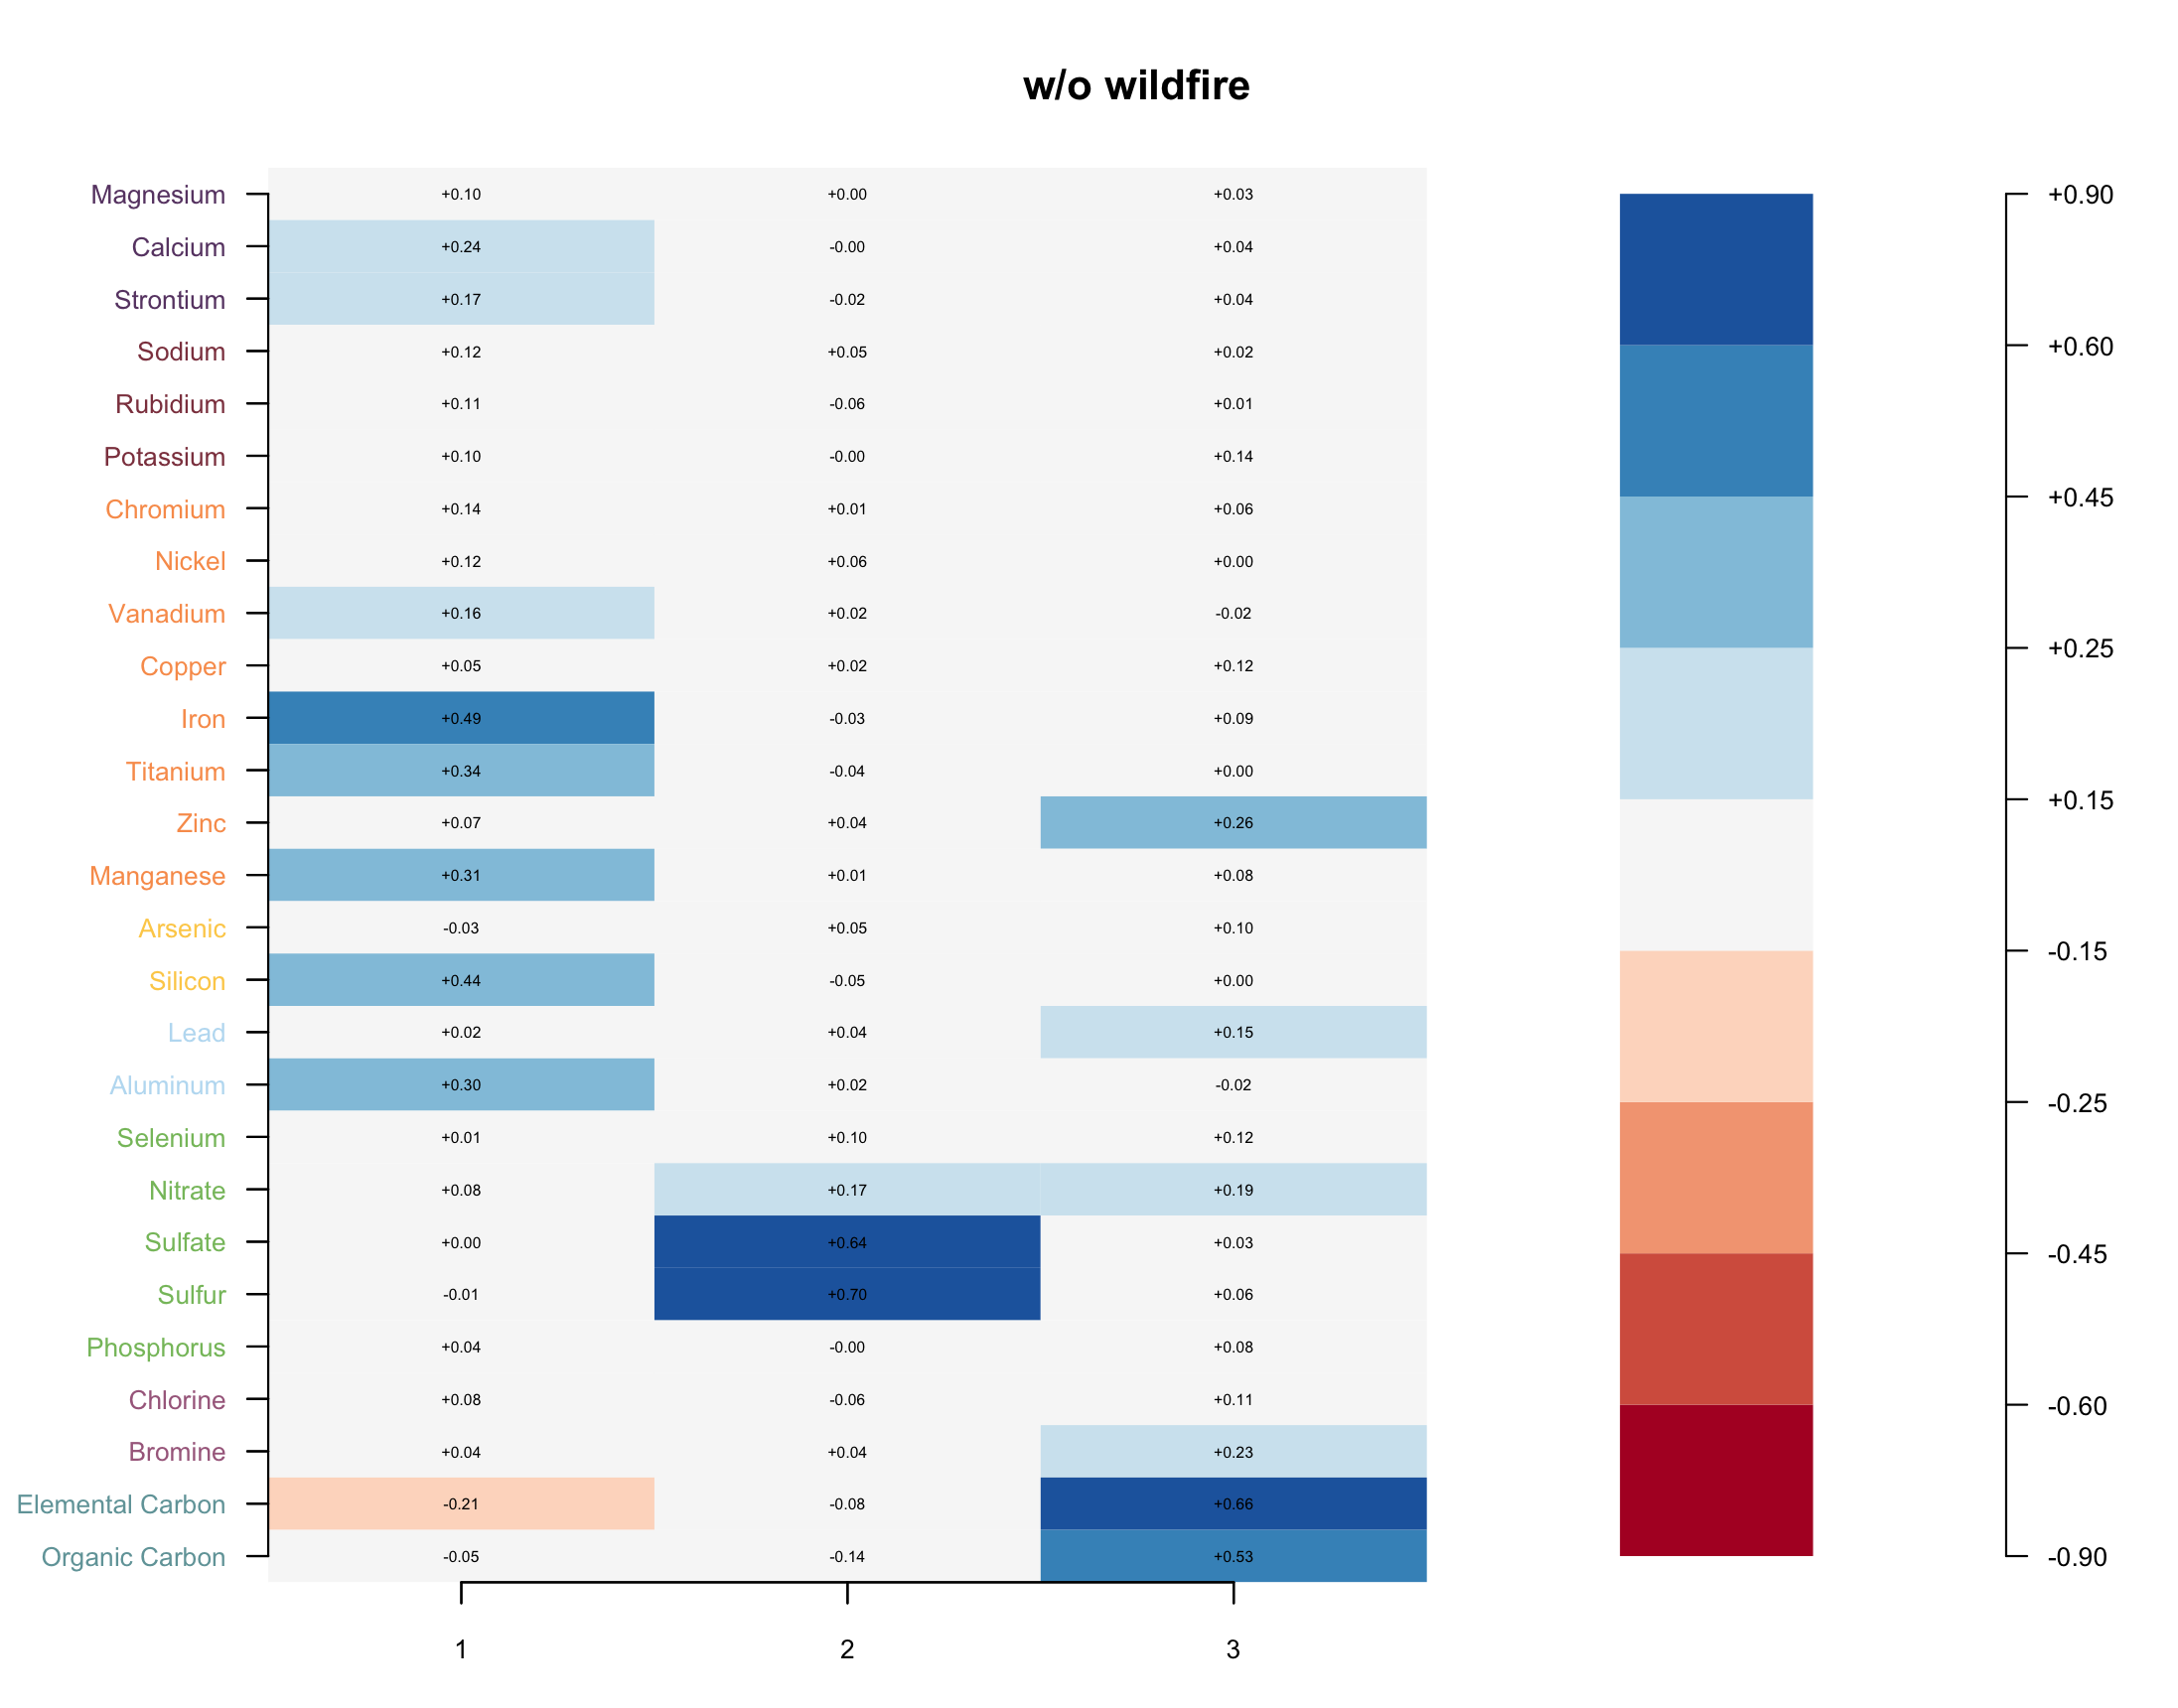 w/o wildfire
Magnesium +0.10 +0.00 +0.03 +0.90
Calcium +0.24 -0.00 +0.04
Strontium +0.17 -0.02 +0.04
Sodium +0.12 +0.05 +0.02 +0.60
Rubidium +0.11 -0.06 +0.01
Potassium +0.10 -0.00 +0.14
Chromium +0.14 +0.01 +0.06 +0.45
Nickel +0.12 +0.06 +0.00
Vanadium +0.16 +0.02 -0.02
Copper +0.05 +0.02 +0.12 +0.25
Iron +0.49 -0.03 +0.09
Titanium +0.34 -0.04 +0.00
Zinc +0.07 +0.04 +0.26 +0.15
Manganese +0.31 +0.01 +0.08
Arsenic -0.03 +0.05 +0.10 -0.15
Silicon +0.44 -0.05 +0.00
Lead +0.02 +0.04 +0.15
Aluminum +0.30 +0.02 -0.02 -0.25
Selenium +0.01 +0.10 +0.12
Nitrate +0.08 +0.17 +0.19
Sulfate +0.00 +0.64 +0.03 -0.45
Sulfur -0.01 +0.70 +0.06
Phosphorus +0.04 -0.00 +0.08
Chlorine +0.08 -0.06 +0.11 -0.60
Bromine +0.04 +0.04 +0.23
Elemental Carbon -0.21 -0.08 +0.66
Organic Carbon -0.05 -0.14 +0.53 -0.90
1 2 3